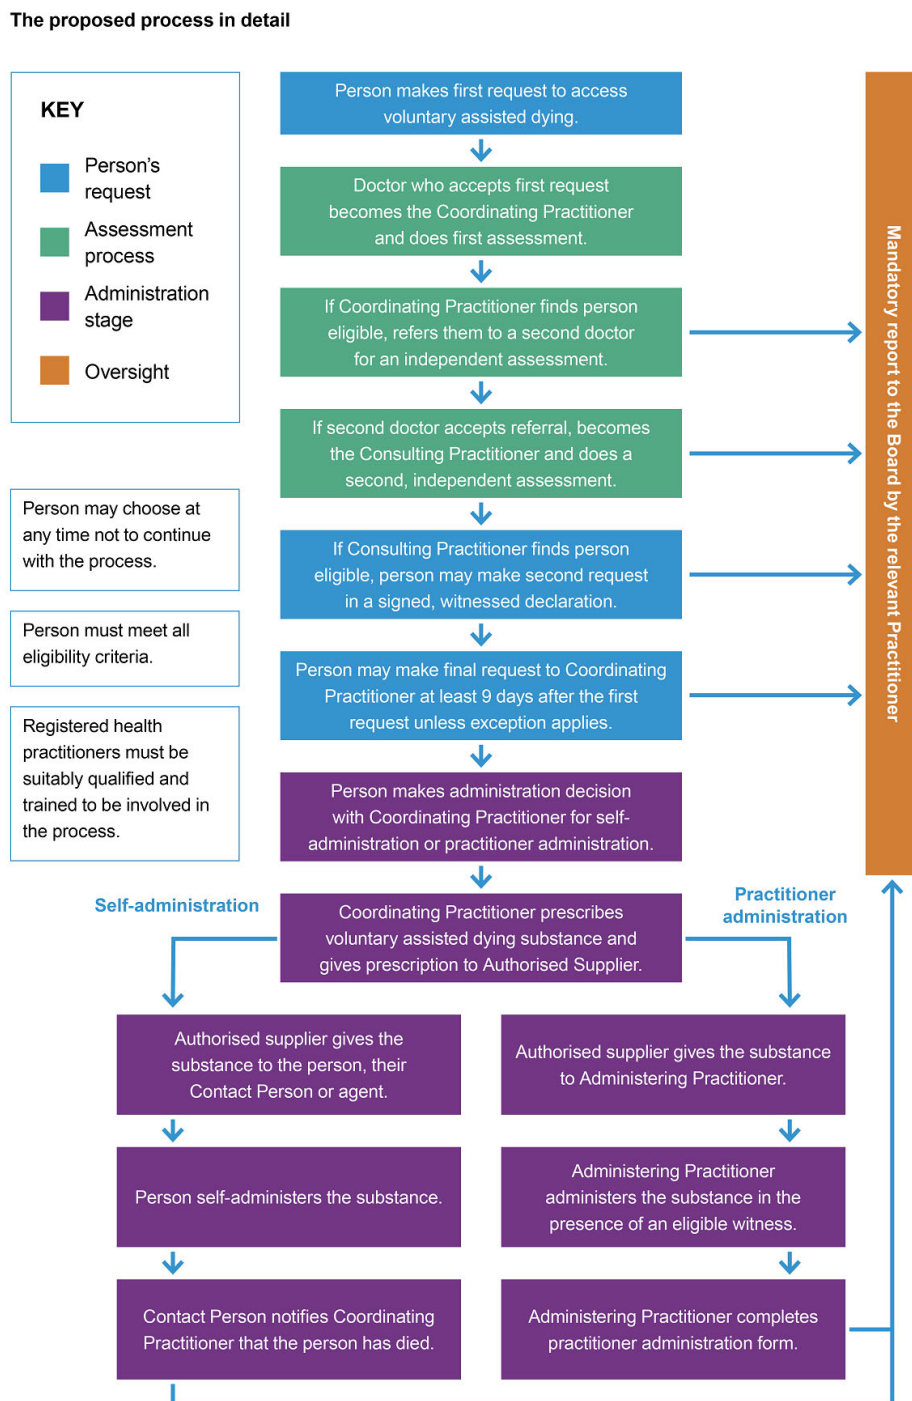 The proposed process in detail
KEY
Person's
request
Assessment
process
Administration
stage
Oversight
Person may choose at
any time not to continue
with the process.
Person must meet all
eligibility criteria.
Registered health
practitioners must be
suitably qualified and
trained to be involved in
the process.
Person makes first request to access
voluntary assisted dying.
Doctor who accepts first request
becomes the Coordinating Practitioner
and does first assessment.
If Coordinating Practitioner finds person
eligible, refers them to a second doctor
for an independent assessment.
If second doctor accepts referral, becomes
the Consulting Practitioner and does a
second, independent assessment.
If Consulting Practitioner finds person
eligible, person may make second request
in a signed, witnessed declaration.
Person may make final request to Coordinating
Practitioner at least 9 days after the first
request unless exception applies.
Person makes administration decision
with Coordinating Practitioner for self-
administration or practitioner administration.
Coordinating Practitioner prescribes
voluntary assisted dying substance and
gives prescription to Authorised Supplier.
Mandatory report to the Board by the relevant Practitioner
Self-administration
Authorised supplier gives the
substance to the person, their
Contact Person or agent.
Person self-administers the substance.
Contact Person notifies Coordinating
Practitioner that the person has died.
Practitioner
administration
Authorised supplier gives the substance
to Administering Practitioner.
Administering Practitioner
administers the substance in the
presence of an eligible witness.
Administering Practitioner completes
practitioner administration form.